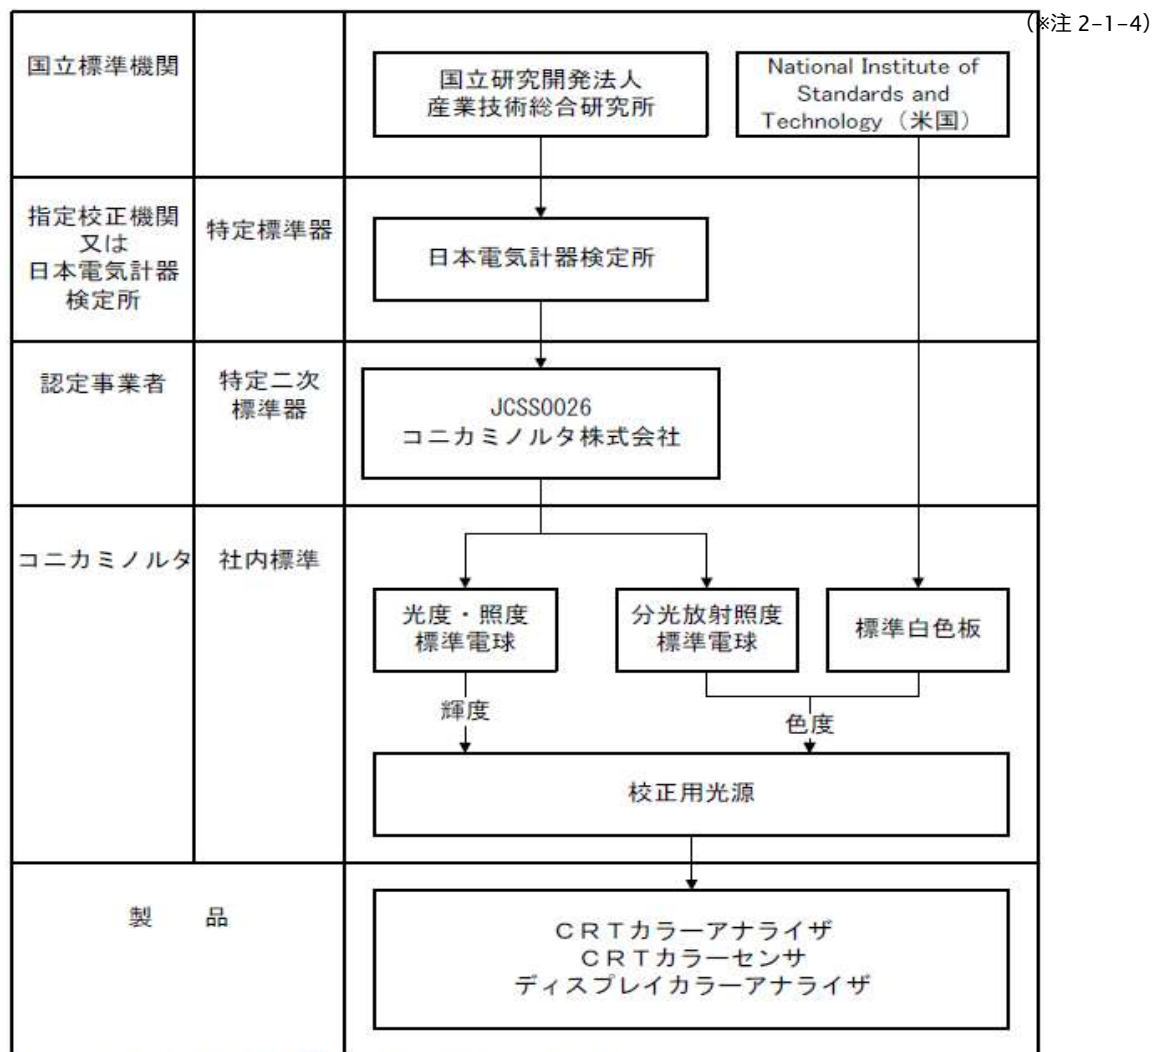 （※注 2-1-4）
国立標準機関
国立研究開発法人
産業技術総合研究所
National Institute of
Standards and
Technology（米国）
指定校正機関
又は
日本電気計器
検定所
特定標準器
日本電気計器検定所
認定事業者
特定二次
標準器
JCSS0026
コニカミノルタ株式会社
コニカミノルタ
社内標準
光度・照度
標準電球
分光放射照度
標準電球
標準白色板
輝度
色度
校正用光源
製　品
ＣＲＴカラーアナライザ
ＣＲＴカラーセンサ
ディスプレイカラーアナライザ